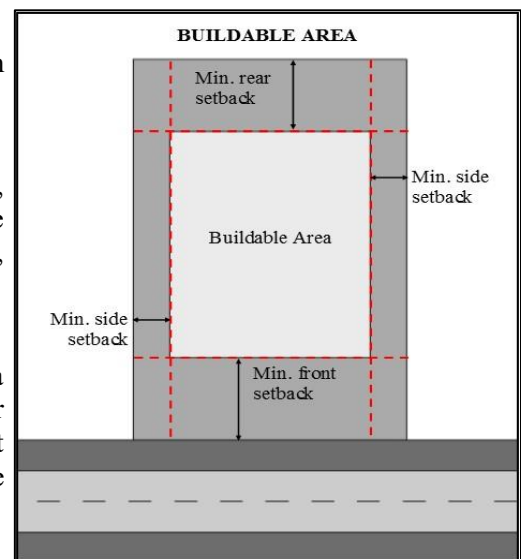 BUILDABLE AREA
Min. rear
setback
Min. side
setback
Buildable Area
Min. side
setback
Min. front
setback